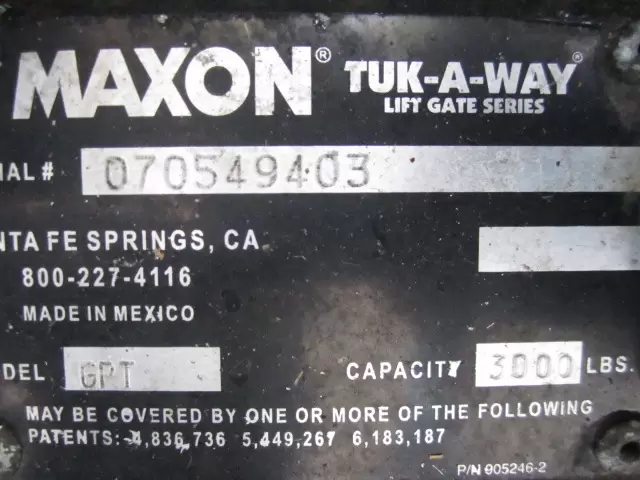 MAXON® TUK-A-WAY®
LIFT GATE SERIES
IAL # 070549403
NTA FE SPRINGS, CA
800-227-4116
MADE IN MEXICO
DEL GPT CAPACITY 3000 LBS.
MAY BE COVERED BY ONE OR MORE OF THE FOLLOWING
PATENTS: 4,836,736 5,449,267 6,183,187
P/N 905246-2